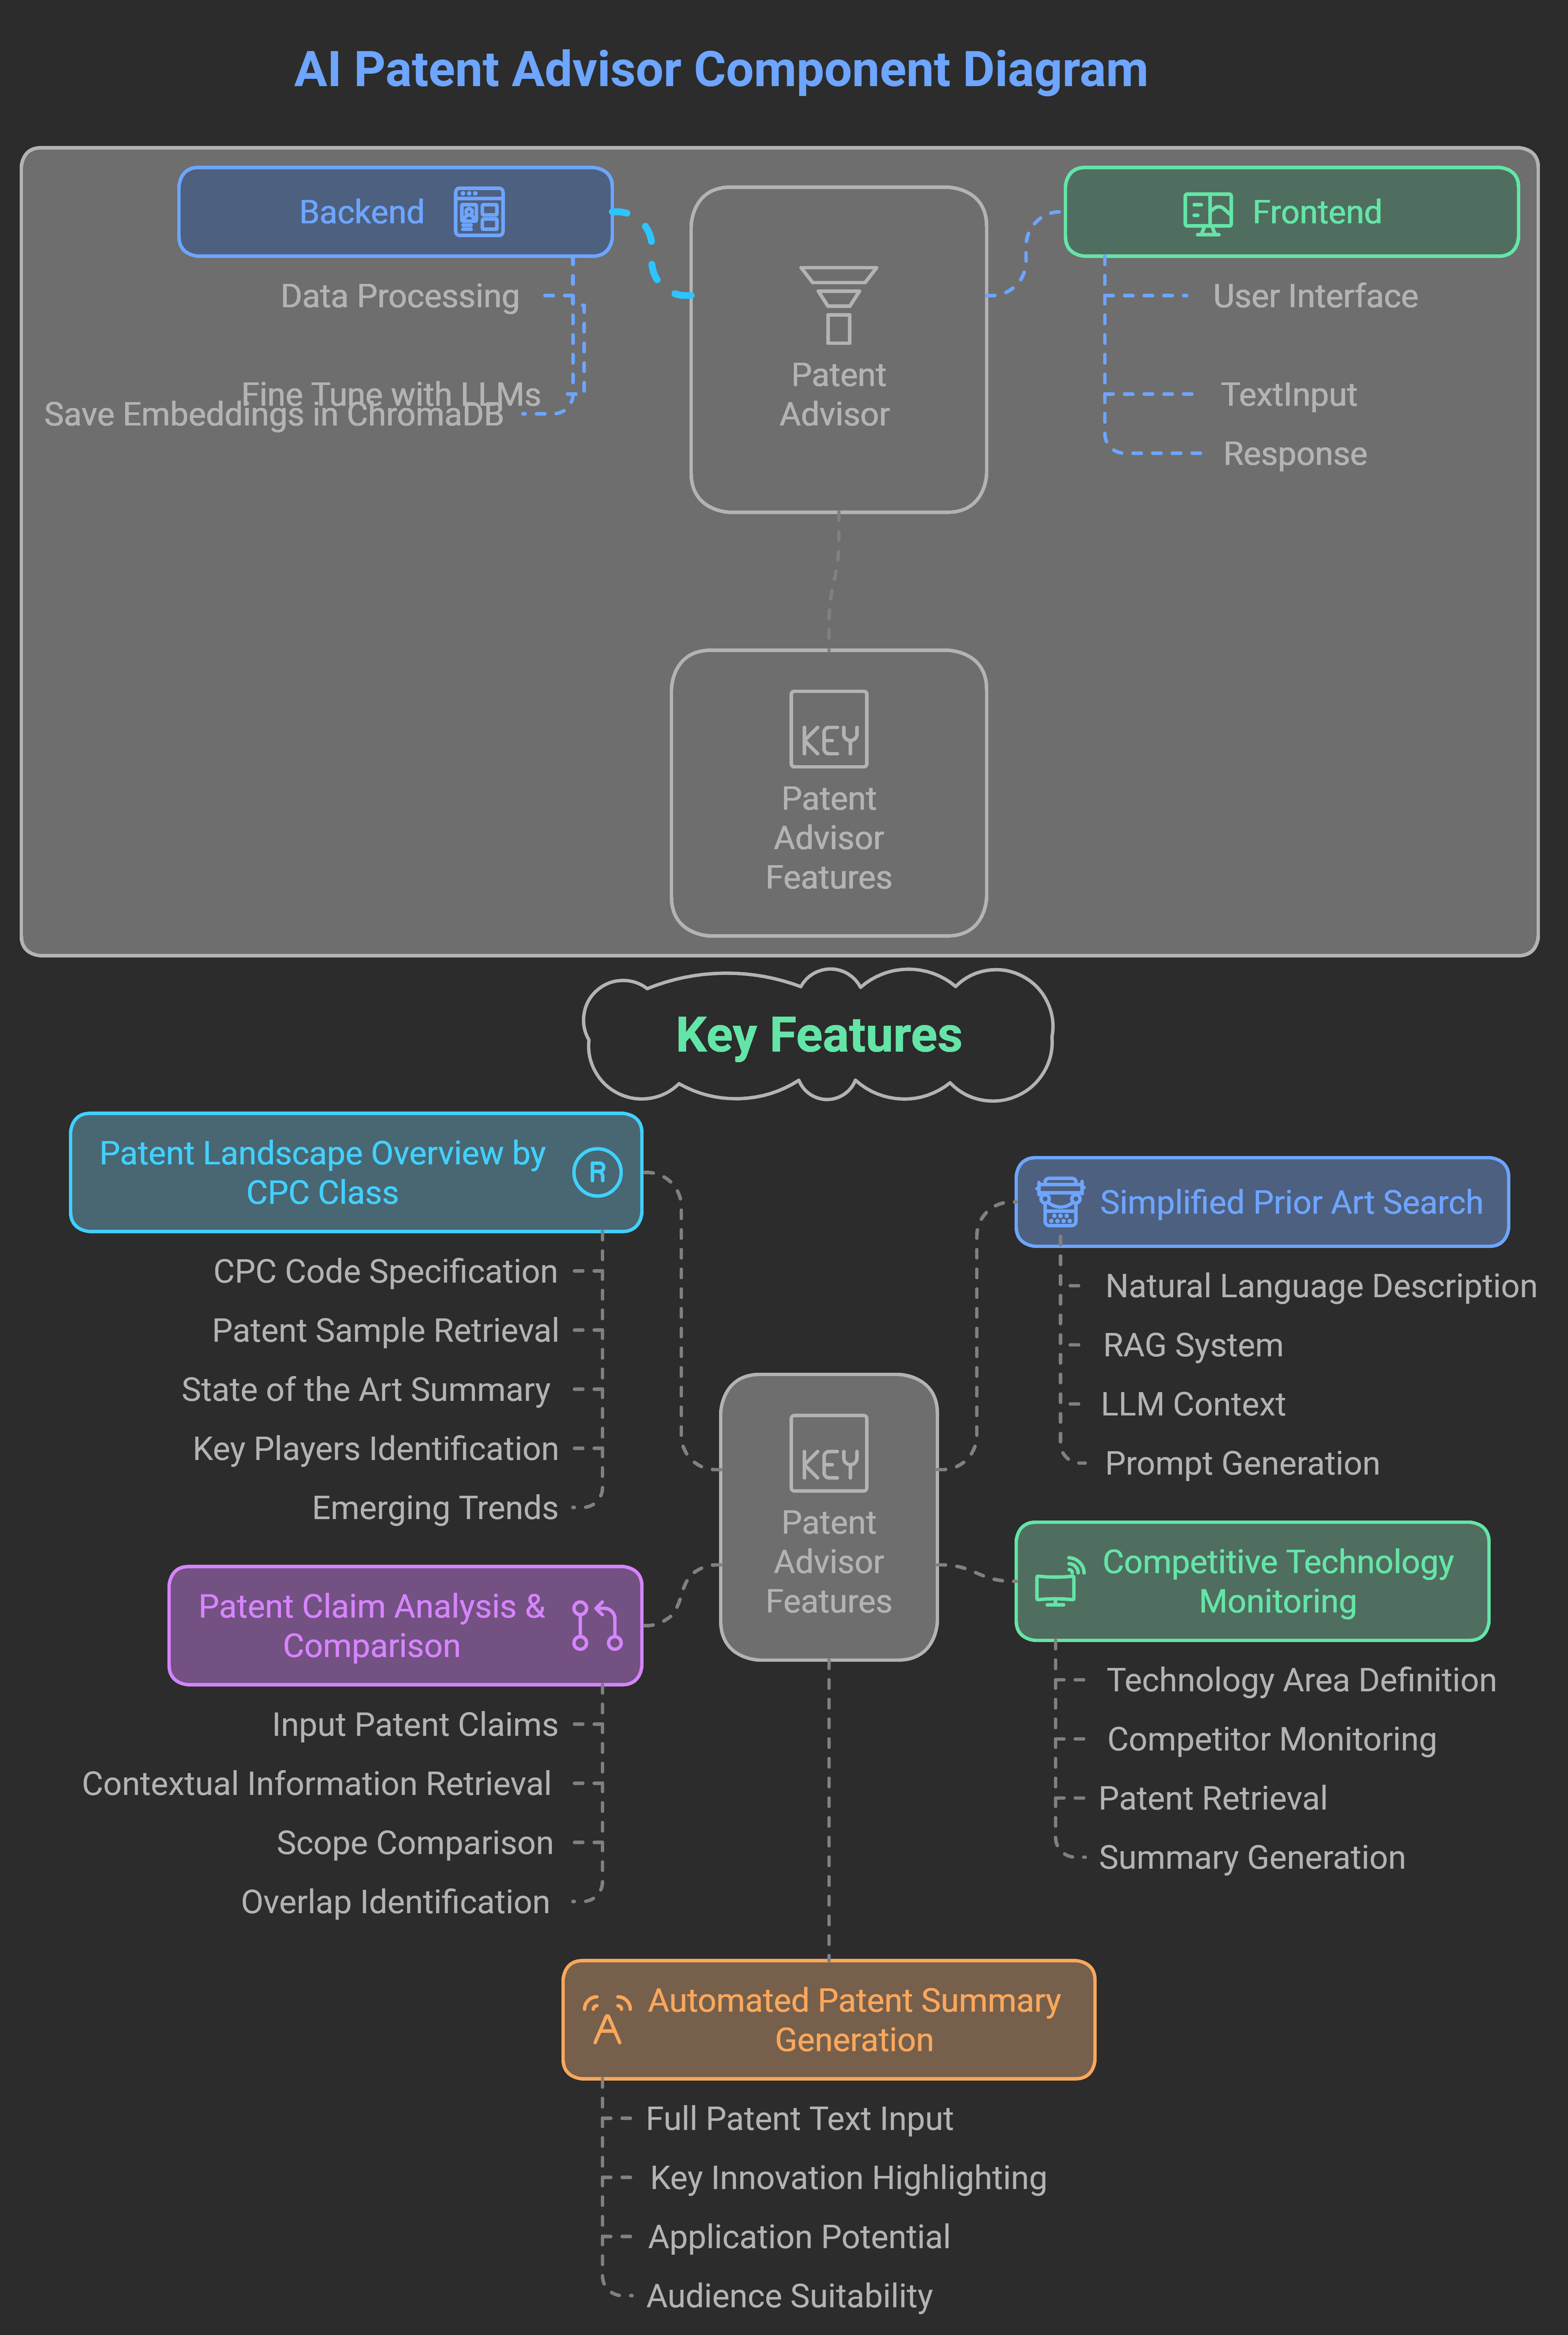 AI Patent Advisor Component Diagram
Backend
Data Processing
Fine Tune with LLMs
Save Embeddings in ChromaDB
Patent
Advisor
Frontend
User Interface
TextInput
Response
KEY
Patent
Advisor
Features
Key Features
Patent Landscape Overview by
CPC Class
R
CPC Code Specification
Patent Sample Retrieval
State of the Art Summary
Key Players Identification
Emerging Trends
Patent Claim Analysis &
Comparison
Input Patent Claims
Contextual Information Retrieval
Scope Comparison
Overlap Identification
KEY
Patent
Advisor
Features
Simplified Prior Art Search
Natural Language Description
RAG System
LLM Context
Prompt Generation
Competitive Technology
Monitoring
Technology Area Definition
Competitor Monitoring
Patent Retrieval
Summary Generation
A
Automated Patent Summary
Generation
Full Patent Text Input
Key Innovation Highlighting
Application Potential
Audience Suitability